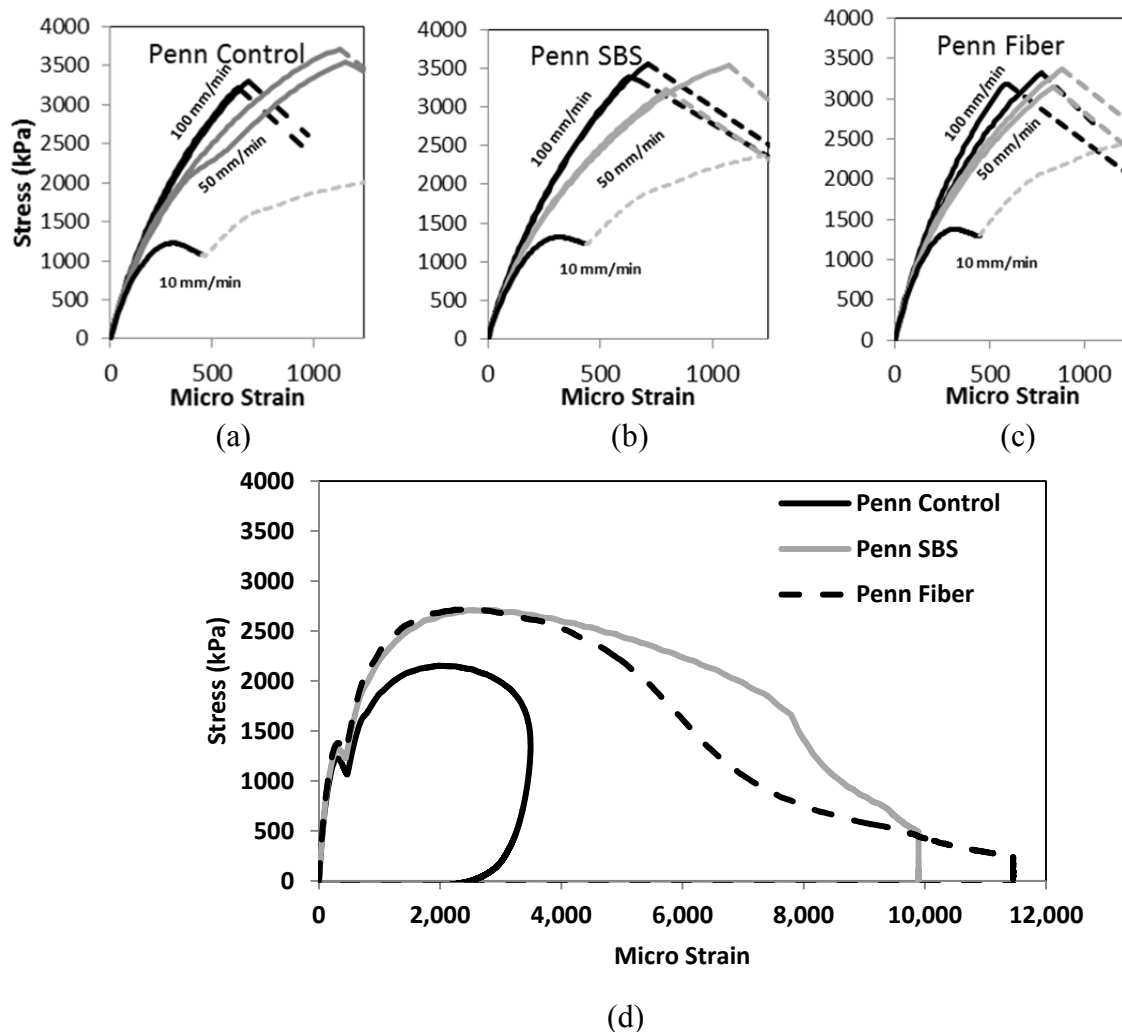 Penn Control
Stress (kPa)
4000
3500
3000
2500
2000
1500
1000
500
0
100 mm/min
50 mm/min
10 mm/min
0 500 1000
Micro Strain
(a)
Penn SBS
4000
3500
3000
2500
2000
1500
1000
500
0
100 mm/min
50 mm/min
10 mm/min
0 500 1000
Micro Strain
(b)
Penn Fiber
4000
3500
3000
2500
2000
1500
1000
500
0
100 mm/min
50 mm/min
10 mm/min
0 500 1000
Micro Strain
(c)
Stress (kPa)
4000
3500
3000
2500
2000
1500
1000
500
0
Penn Control
Penn SBS
Penn Fiber
0 2,000 4,000 6,000 8,000 10,000 12,000
Micro Strain
(d)